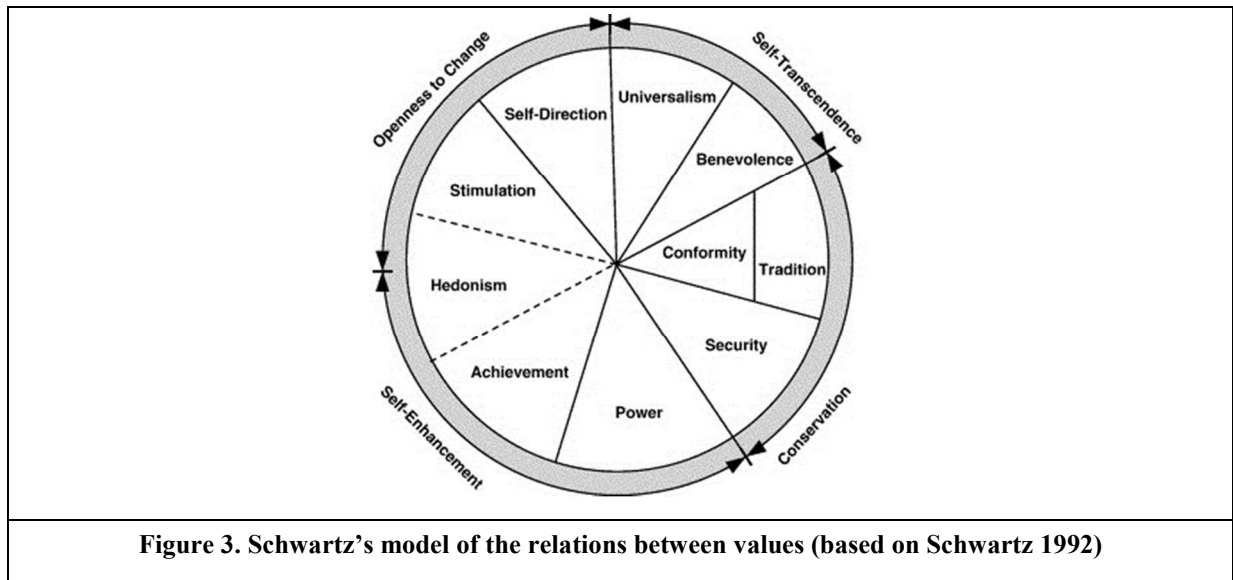 Openness to Change
Self-Transcendence
Self-Direction
Universalism
Benevolence
Stimulation
Conformity
Tradition
Hedonism
Security
Achievement
Power
Self-Enhancement
Conservation
Figure 3. Schwartz’s model of the relations between values (based on Schwartz 1992)